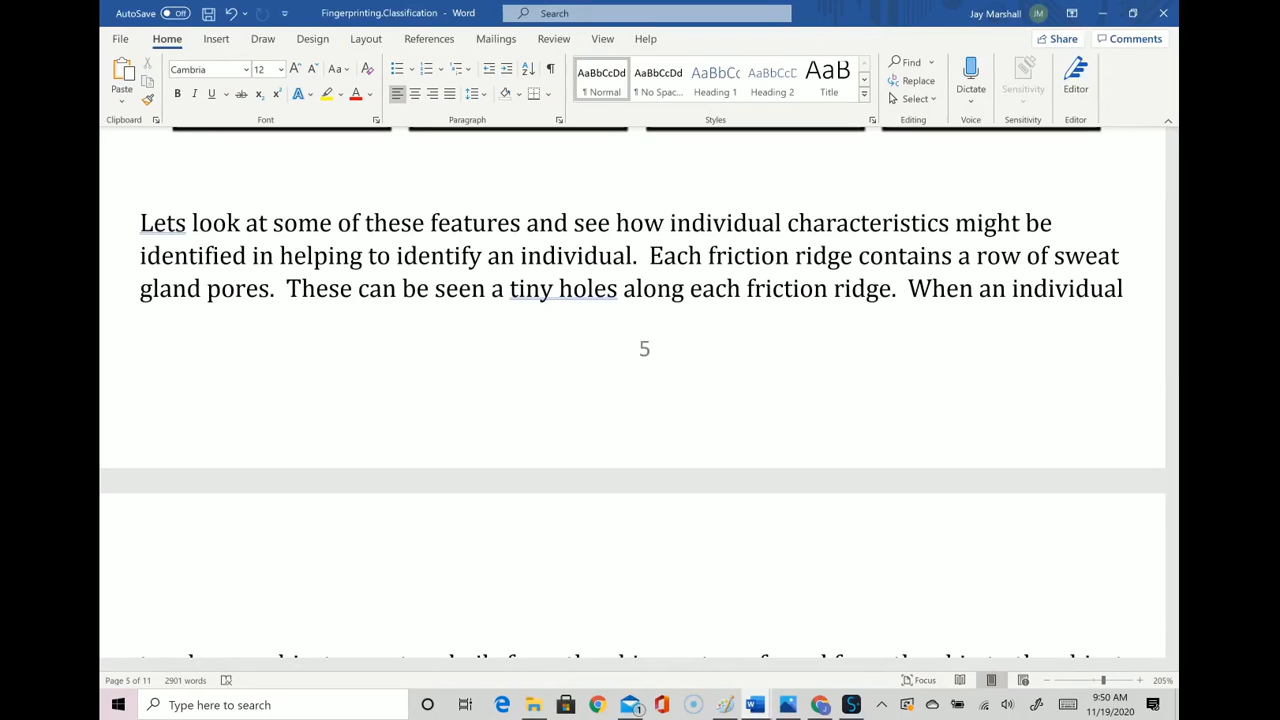 AutoSave Off Fingerprinting.Classification - Word Search Jay Marshall JM
File Home Insert Draw Design Layout References Mailings Review View Help Share Comments
Paste Cambria 12 Aa Find Replace Select Dictate Sensitivity Editor
B I U ab x₂ x² A A
AaBbCcDd AaBbCcDd AaBbCc AaBbCcD AaB
¶ Normal ¶ No Spac... Heading 1 Heading 2 Title
Clipboard Font Paragraph Styles Editing Voice Sensitivity Editor
Lets look at some of these features and see how individual characteristics might be
identified in helping to identify an individual. Each friction ridge contains a row of sweat
gland pores. These can be seen a tiny holes along each friction ridge. When an individual
5
Page 5 of 11 2901 words Focus 205%
Type here to search
9:50 AM
11/19/2020